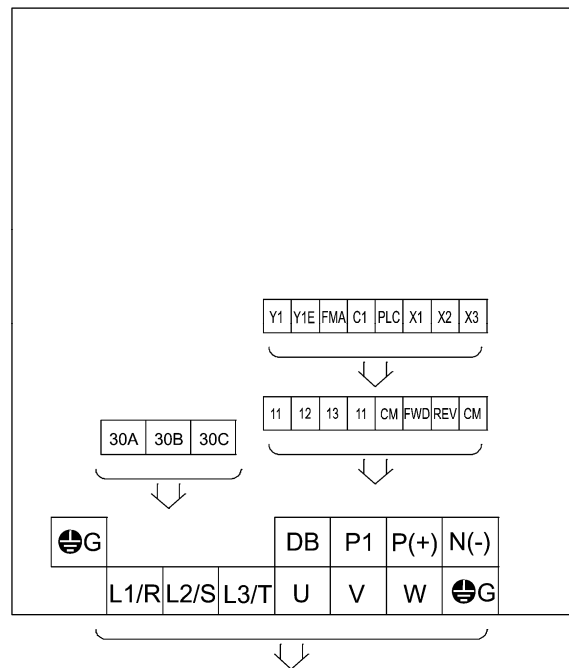 Y1 Y1E FMA C1 PLC X1 X2 X3
11 12 13 11 CM FWD REV CM
30A 30B 30C
G DB P1 P(+) N(-)
L1/R L2/S L3/T U V W G